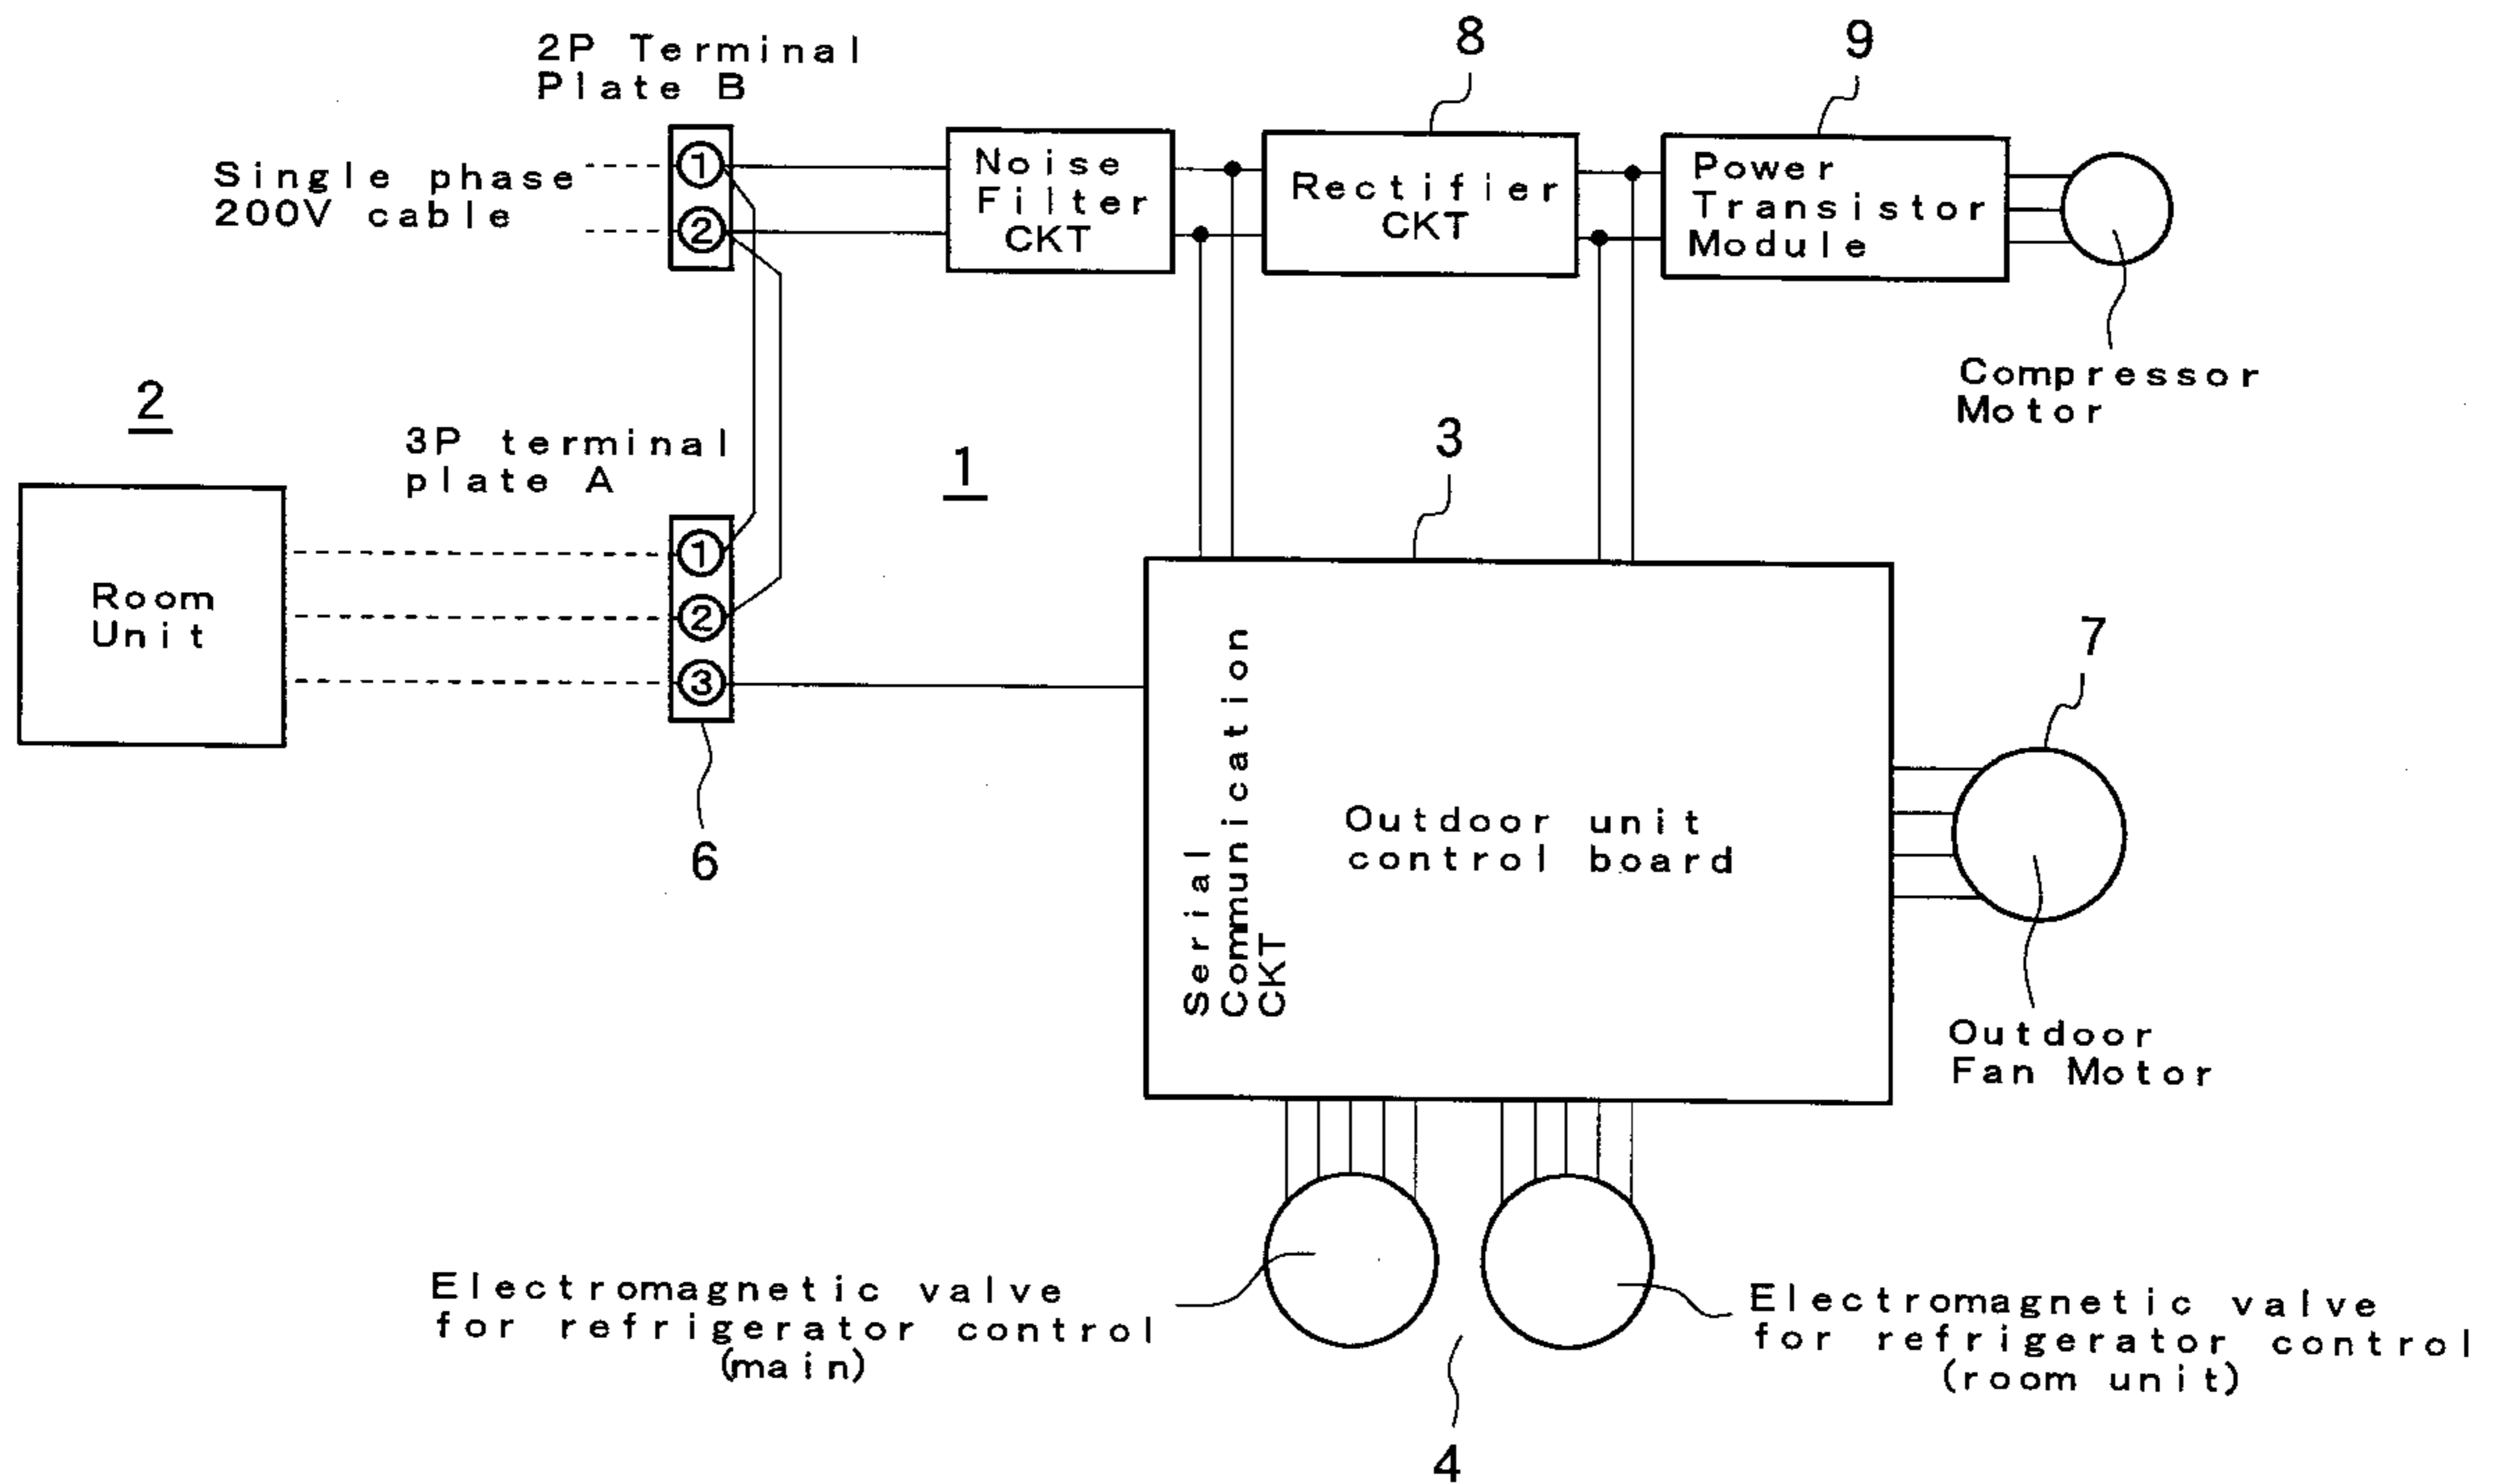 2P Terminal
Plate B
8
9
Single phase
200V cable
①
②
Noise
Filter
CKT
Rectifier
CKT
Power
Transistor
Module
Compressor
Motor
2
3P terminal
plate A
1
3
Room
Unit
①
②
③
6
Serial
Communication
CKT
Outdoor unit
control board
7
Outdoor
Fan Motor
Electromagnetic valve
for refrigerator control
(main)
Electromagnetic valve
for refrigerator control
(room unit)
4